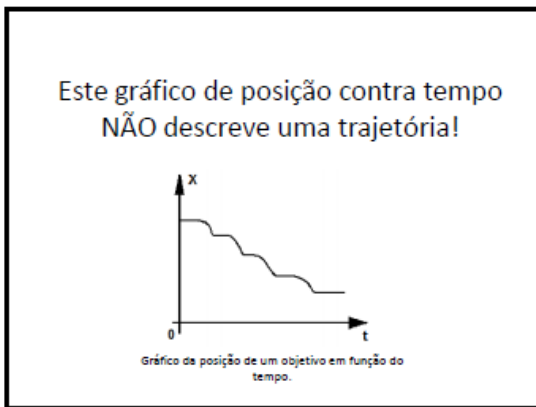 Este gráfico de posição contra tempo
NÃO descreve uma trajetória!
X
0
t
Gráfico da posição de um objetivo em função do
tempo.